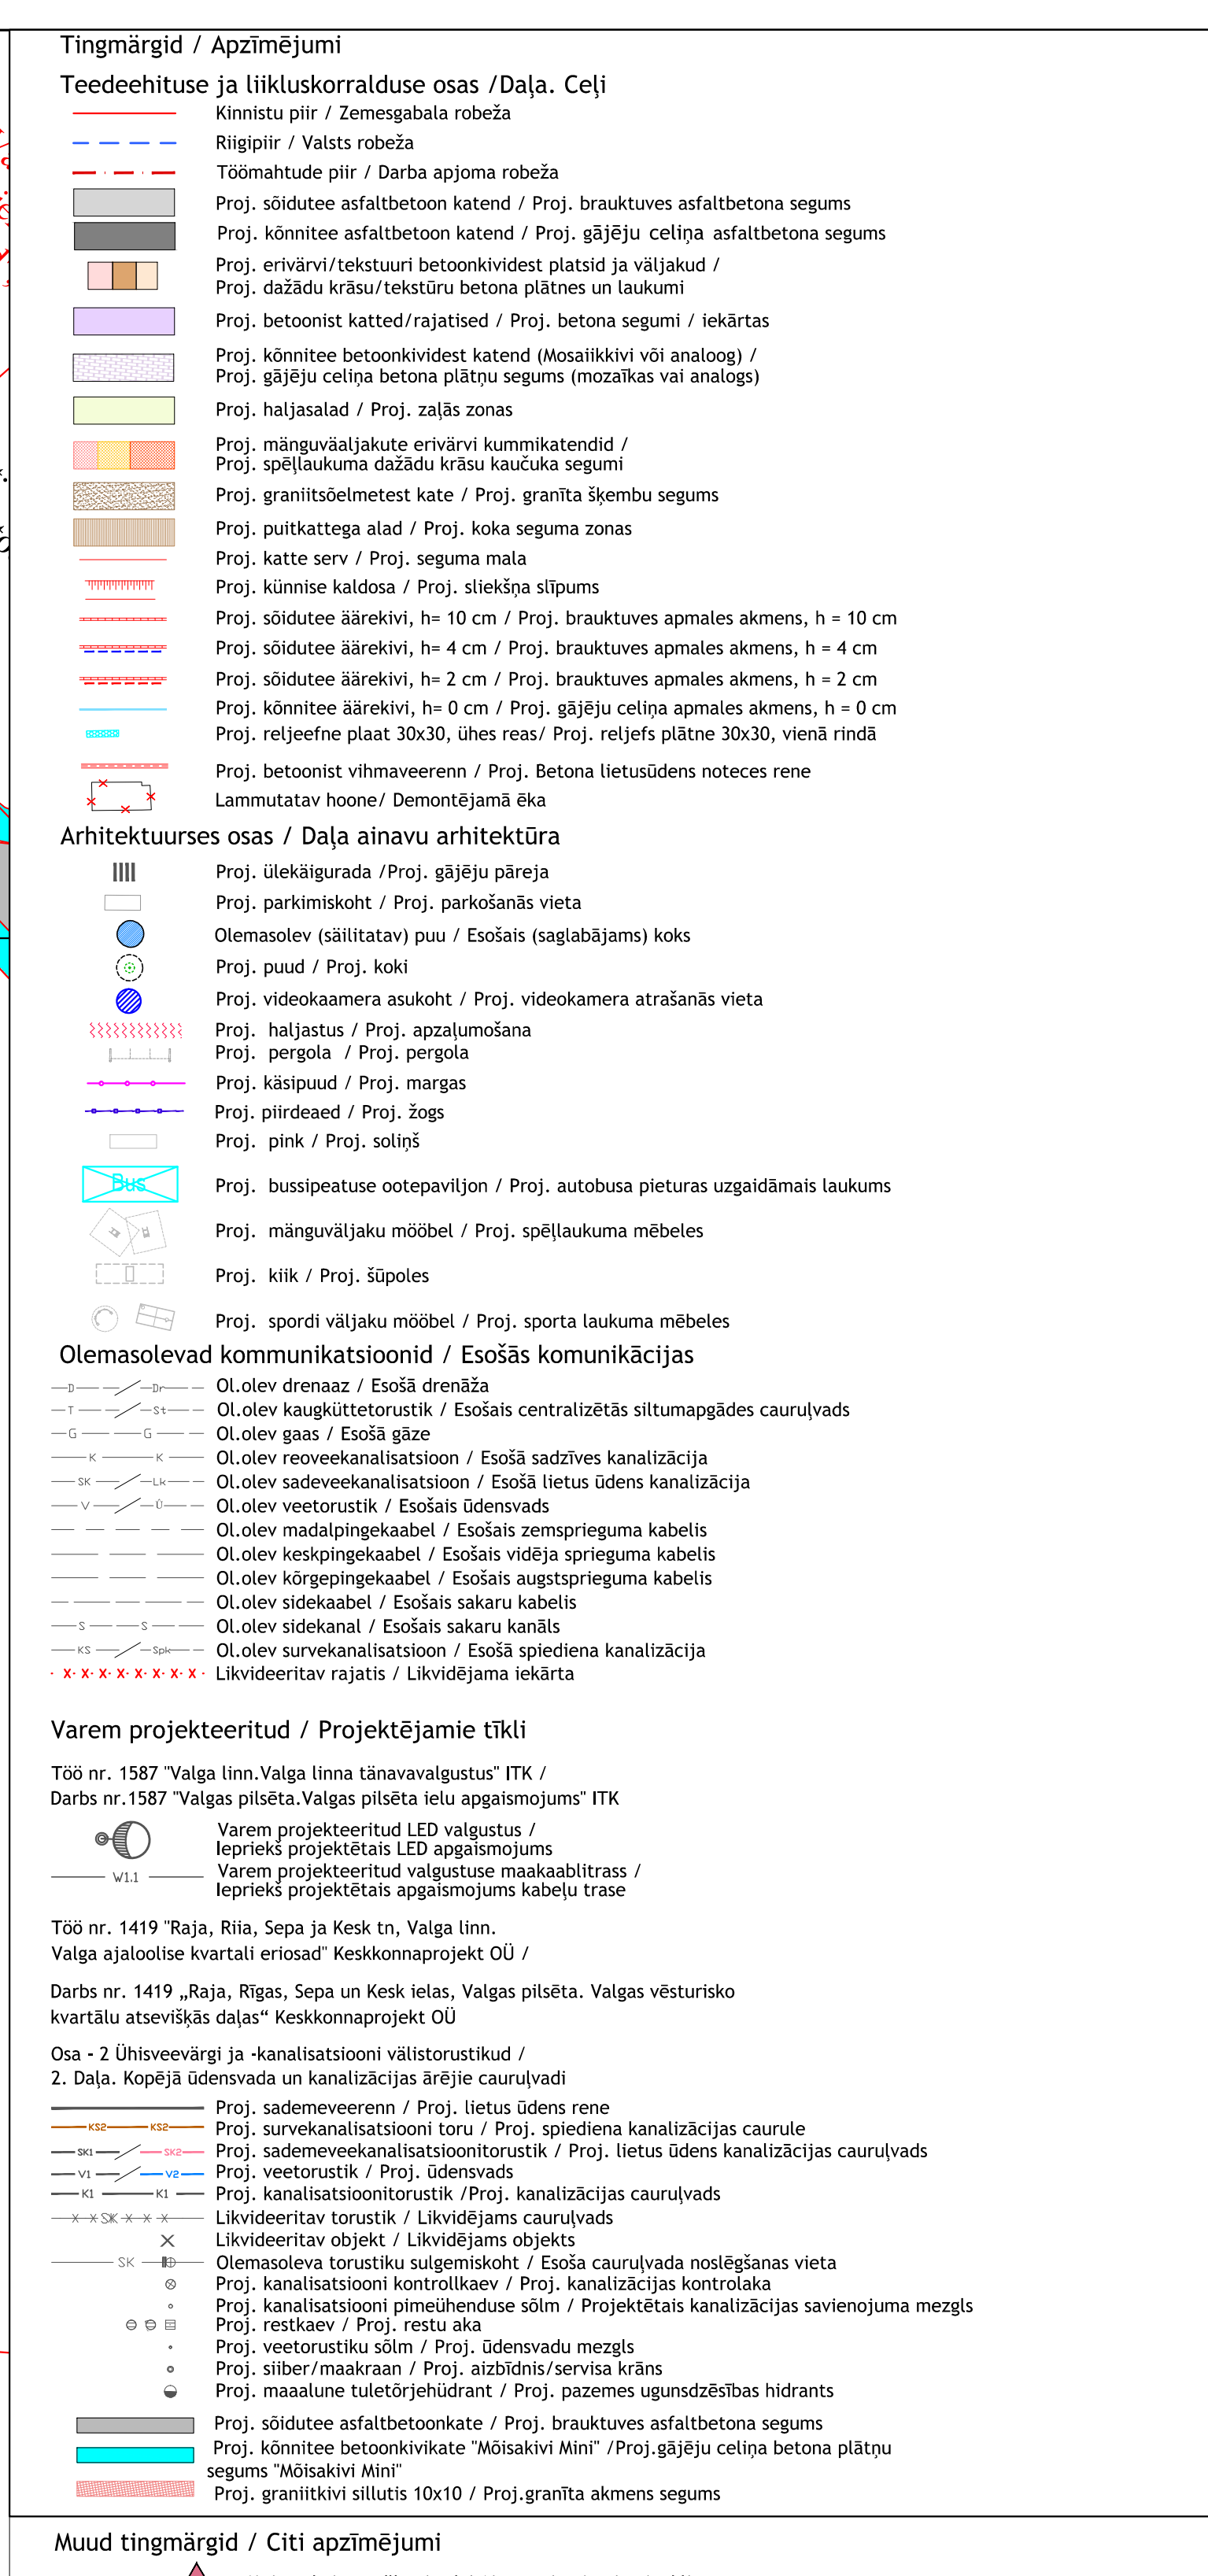 Tingmärgid / Apzīmējumi
Teedeehituse ja liikluskorralduse osas /Daļa. Ceļi
Kinnistu piir / Zemesgabala robeža
Riigipiir / Valsts robeža
Töömahtude piir / Darba apjoma robeža
Proj. sõidutee asfaltbetoon katend / Proj. brauktuves asfaltbetona segums
Proj. kõnnitee asfaltbetoon katend / Proj. gājēju celiņa asfaltbetona segums
Proj. erivärvi/tekstuuri betoonkividest platsid ja väljakud /
Proj. dažādu krāsu/tekstūru betona plātnes un laukumi
Proj. betoonist katted/rajatised / Proj. betona segumi / iekārtas
Proj. kõnnitee betoonkividest katend (Mosaiikkivi või analoog) /
Proj. gājēju celiņa betona plātņu segums (mozaīkas vai analogs)
Proj. haljasalad / Proj. zaļās zonas
Proj. mänguväaljakute erivärvi kummikatendid /
Proj. spēļlaukuma dažādu krāsu kaučuka segumi
Proj. graniitsõelmetest kate / Proj. granīta šķembu segums
Proj. puitkattega alad / Proj. koka seguma zonas
Proj. katte serv / Proj. seguma mala
Proj. künnise kaldosa / Proj. sliekšņa slīpums
Proj. sõidutee äärekivi, h= 10 cm / Proj. brauktuves apmales akmens, h = 10 cm
Proj. sõidutee äärekivi, h= 4 cm / Proj. brauktuves apmales akmens, h = 4 cm
Proj. sõidutee äärekivi, h= 2 cm / Proj. brauktuves apmales akmens, h = 2 cm
Proj. kõnnitee äärekivi, h= 0 cm / Proj. gājēju celiņa apmales akmens, h = 0 cm
Proj. reljeefne plaat 30x30, ühes reas/ Proj. reljefs plātne 30x30, vienā rindā
Proj. betoonist vihmaveerenn / Proj. Betona lietusūdens noteces rene
Lammutatav hoone/ Demontējamā ēka
Arhitektuurses osas / Daļa ainavu arhitektūra
Proj. ülekäigurada /Proj. gājēju pāreja
Proj. parkimiskoht / Proj. parkošanās vieta
Olemasolev (säilitatav) puu / Esošais (saglabājams) koks
Proj. puud / Proj. koki
Proj. videokaamera asukoht / Proj. videokamera atrašanās vieta
Proj. haljastus / Proj. apzaļumošana
Proj. pergola / Proj. pergola
Proj. käsipuud / Proj. margas
Proj. piirdeaed / Proj. žogs
Proj. pink / Proj. soliņš
Bus Proj. bussipeatuse ootepaviljon / Proj. autobusa pieturas uzgaidāmais laukums
Proj. mänguväljaku mööbel / Proj. spēļlaukuma mēbeles
Proj. kiik / Proj. šūpoles
Proj. spordi väljaku mööbel / Proj. sporta laukuma mēbeles
Olemasolevad kommunikatsioonid / Esošās komunikācijas
D Dr Ol.olev drenaaz / Esošā drenāža
T St Ol.olev kaugküttetorustik / Esošais centralizētās siltumapgādes cauruļvads
G G Ol.olev gaas / Esošā gāze
K K Ol.olev reoveekanalisatsioon / Esošā sadzīves kanalizācija
SK Lk Ol.olev sadeveekanalisatsioon / Esošā lietus ūdens kanalizācija
V Ū Ol.olev veetorustik / Esošais ūdensvads
Ol.olev madalpingekaabel / Esošais zemsprieguma kabelis
Ol.olev keskpingekaabel / Esošais vidēja sprieguma kabelis
Ol.olev kõrgepingekaabel / Esošais augstsprieguma kabelis
Ol.olev sidekaabel / Esošais sakaru kabelis
S S Ol.olev sidekanal / Esošais sakaru kanāls
KS Spk Ol.olev survekanalisatsioon / Esošā spiediena kanalizācija
Likvideeritav rajatis / Likvidējama iekārta
Varem projekteeritud / Projektējamie tīkli
Töö nr. 1587 "Valga linn.Valga linna tänavavalgustus" ITK /
Darbs nr.1587 "Valgas pilsēta.Valgas pilsēta ielu apgaismojums" ITK
Varem projekteeritud LED valgustus /
Iepriekš projektētais LED apgaismojums
W1.1 Varem projekteeritud valgustuse maakaablitrass /
Iepriekš projektētais apgaismojums kabeļu trase
Töö nr. 1419 "Raja, Riia, Sepa ja Kesk tn, Valga linn.
Valga ajaloolise kvartali eriosad" Keskkonnaprojekt OÜ /
Darbs nr. 1419 „Raja, Rīgas, Sepa un Kesk ielas, Valgas pilsēta. Valgas vēsturisko
kvartālu atsevišķās daļas“ Keskkonnaprojekt OÜ
Osa - 2 Ühisveevärgi ja -kanalisatsiooni välistorustikud /
2. Daļa. Kopējā ūdensvada un kanalizācijas ārējie cauruļvadi
Proj. sademeveerenn / Proj. lietus ūdens rene
KS2 KS2 Proj. survekanalisatsiooni toru / Proj. spiediena kanalizācijas caurule
SK1 SK2 Proj. sademeveekanalisatsioonitorustik / Proj. lietus ūdens kanalizācijas cauruļvads
V1 V2 Proj. veetorustik / Proj. ūdensvads
K1 K1 Proj. kanalisatsioonitorustik /Proj. kanalizācijas cauruļvads
SK Likvideeritav torustik / Likvidējams cauruļvads
Likvideeritav objekt / Likvidējams objekts
SK Olemasoleva torustiku sulgemiskoht / Esoša cauruļvada noslēgšanas vieta
Proj. kanalisatsiooni kontrollkaev / Proj. kanalizācijas kontrolaka
Proj. kanalisatsiooni pimeühenduse sõlm / Projektētais kanalizācijas savienojuma mezgls
Proj. restkaev / Proj. restu aka
Proj. veetorustiku sõlm / Proj. ūdensvadu mezgls
Proj. siiber/maakraan / Proj. aizbīdnis/servisa krāns
Proj. maaalune tuletõrjehüdrant / Proj. pazemes ugunsdzēsības hidrants
Proj. sõidutee asfaltbetoonkate / Proj. brauktuves asfaltbetona segums
Proj. kõnnitee betoonkivikate "Mõisakivi Mini" /Proj.gājēju celiņa betona plātņu
segums "Mõisakivi Mini"
Proj. graniitkivi sillutis 10x10 / Proj.granīta akmens segums
Muud tingmärgid / Citi apzīmējumi